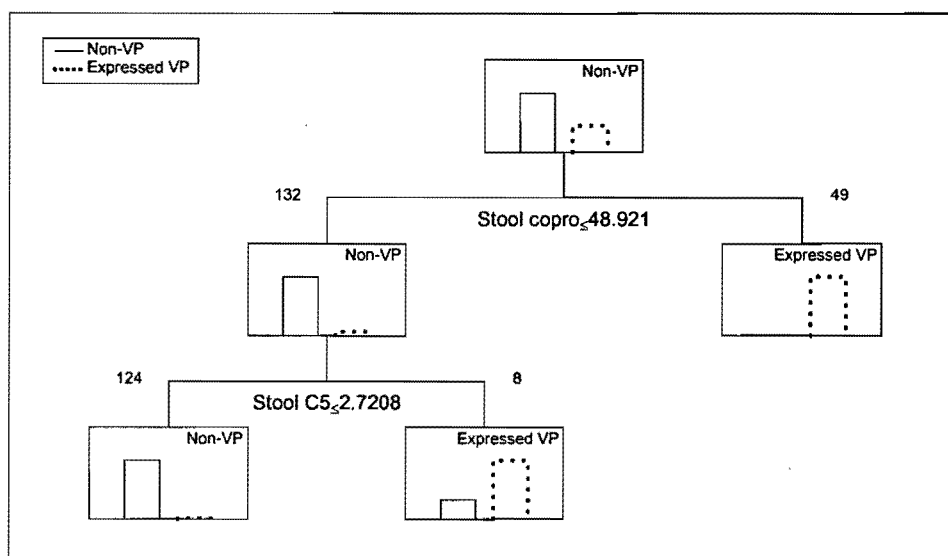 Non-VP
Expressed VP
Non-VP
132
49
Stool copro≤48.921
Non-VP
Expressed VP
124
8
Stool C5≤2.7208
Non-VP
Expressed VP